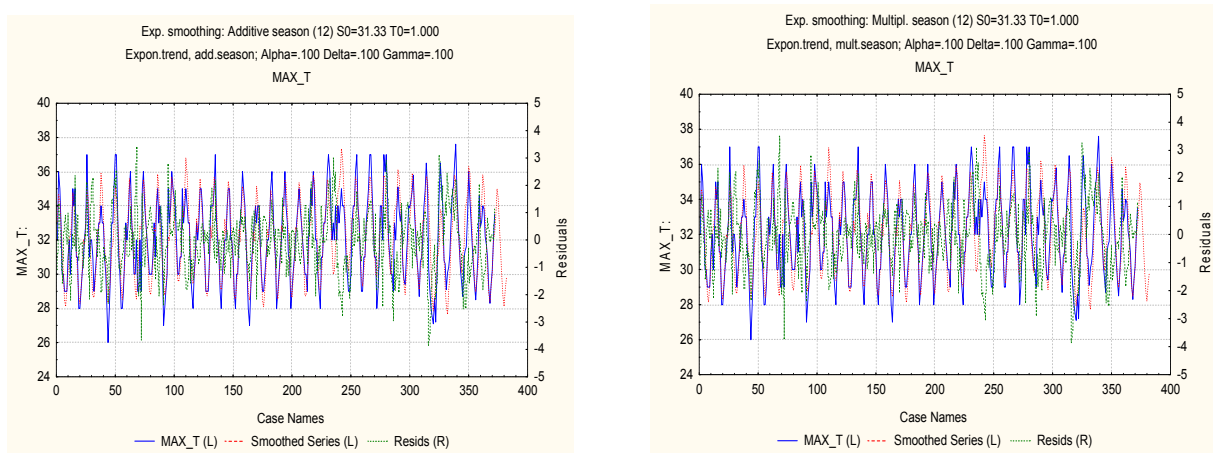 Exp. smoothing: Additive season (12) S0=31.33 T0=1.000
Expon.trend, add.season; Alpha=.100 Delta=.100 Gamma=.100
MAX_T
40
38
36
34
32
30
28
26
24
MAX_T:
5
4
3
2
1
0
-1
-2
-3
-4
-5
Residuals
0 50 100 150 200 250 300 350 400
Case Names
MAX_T (L) Smoothed Series (L) Resids (R)
Exp. smoothing: Multipl. season (12) S0=31.33 T0=1.000
Expon.trend, mult.season; Alpha=.100 Delta=.100 Gamma=.100
MAX_T
40
38
36
34
32
30
28
26
24
MAX_T:
5
4
3
2
1
0
-1
-2
-3
-4
-5
Residuals
0 50 100 150 200 250 300 350 400
Case Names
MAX_T (L) Smoothed Series (L) Resids (R)